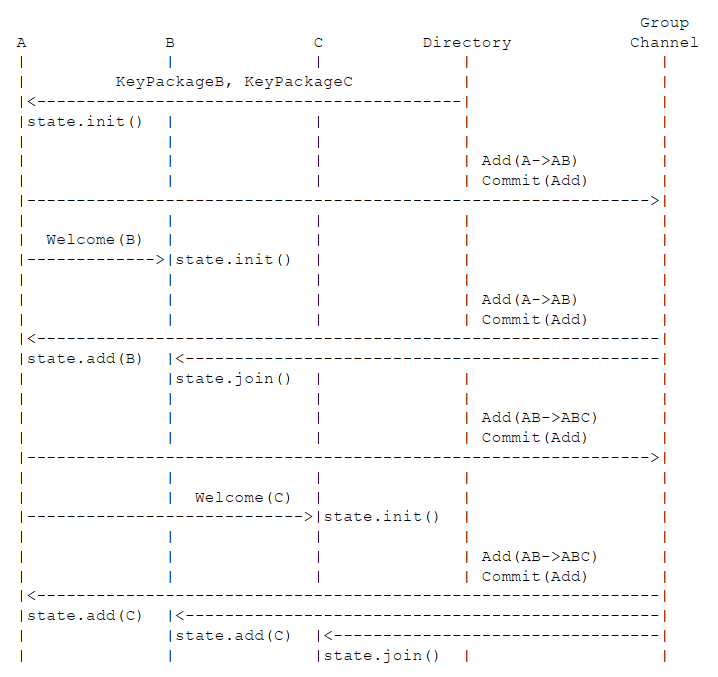 Group
A              B              C          Directory            Channel
|              |              |              |                   |
|         KeyPackageB, KeyPackageC           |                   |
|<-------------------------------------------|                   |
|state.init()  |              |              |                   |
|              |              |              |                   |
|              |              |              | Add(A->AB)        |
|              |              |              | Commit(Add)       |
|--------------------------------------------------------------->|
|              |              |              |                   |
|  Welcome(B)  |              |              |                   |
|------------->|state.init()  |              |                   |
|              |              |              |                   |
|              |              |              | Add(A->AB)        |
|              |              |              | Commit(Add)       |
|<---------------------------------------------------------------|
|state.add(B)  |<------------------------------------------------|
|              |state.join()  |              |                   |
|              |              |              |                   |
|              |              |              | Add(AB->ABC)      |
|              |              |              | Commit(Add)       |
|--------------------------------------------------------------->|
|              |              |              |                   |
|              |  Welcome(C)  |              |                   |
|---------------------------->|state.init()  |                   |
|              |              |              |                   |
|              |              |              | Add(AB->ABC)      |
|              |              |              | Commit(Add)       |
|<---------------------------------------------------------------|
|state.add(C)  |<------------------------------------------------|
|              |state.add(C)  |<---------------------------------|
|              |              |state.join()  |                   |